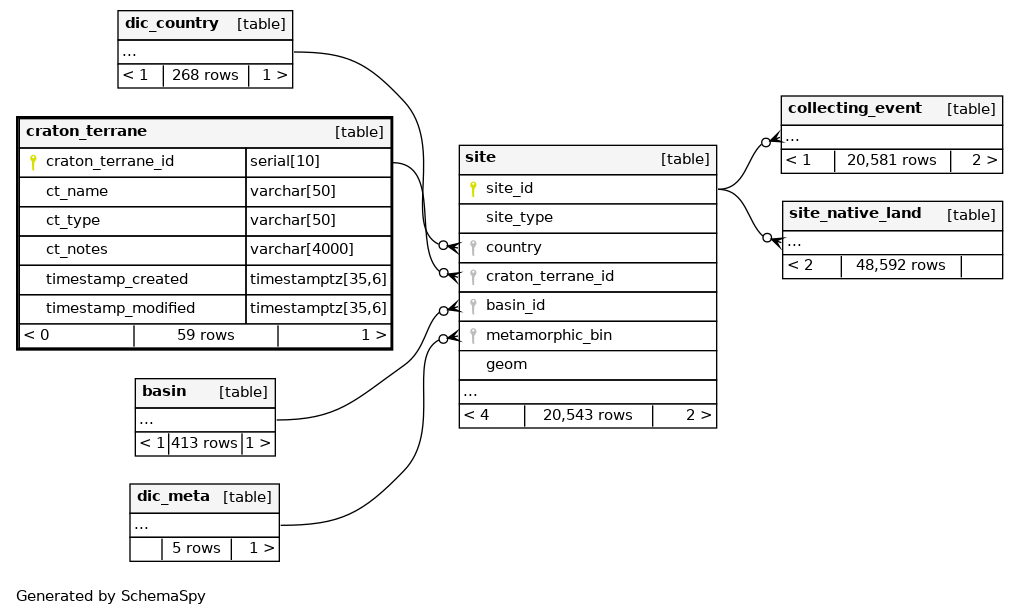 dic_country [table]
...
< 1 268 rows 1 >
craton_terrane [table]
craton_terrane_id serial[10]
ct_name varchar[50]
ct_type varchar[50]
ct_notes varchar[4000]
timestamp_created timestamptz[35,6]
timestamp_modified timestamptz[35,6]
< 0 59 rows 1 >
basin [table]
...
< 1 413 rows 1 >
dic_meta [table]
...
5 rows 1 >
site [table]
site_id
site_type
country
craton_terrane_id
basin_id
metamorphic_bin
geom
...
< 4 20,543 rows 2 >
collecting_event [table]
...
< 1 20,581 rows 2 >
site_native_land [table]
...
< 2 48,592 rows
Generated by SchemaSpy